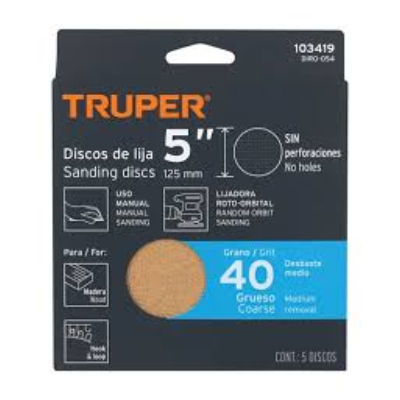 103419
DIRO-054
TRUPER®
Discos de lija
Sanding discs
5"
125 mm
SIN
perforaciones
No holes
USO
MANUAL
MANUAL
SANDING
LIJADORA
ROTO-ORBITAL
RANDOM ORBIT
SANDING
Para / For:
Madera
Wood
Hook
& loop
Grano / Grit
40
Grueso
Coarse
Desbaste
medio
Medium
removal
CONT.: 5 DISCOS